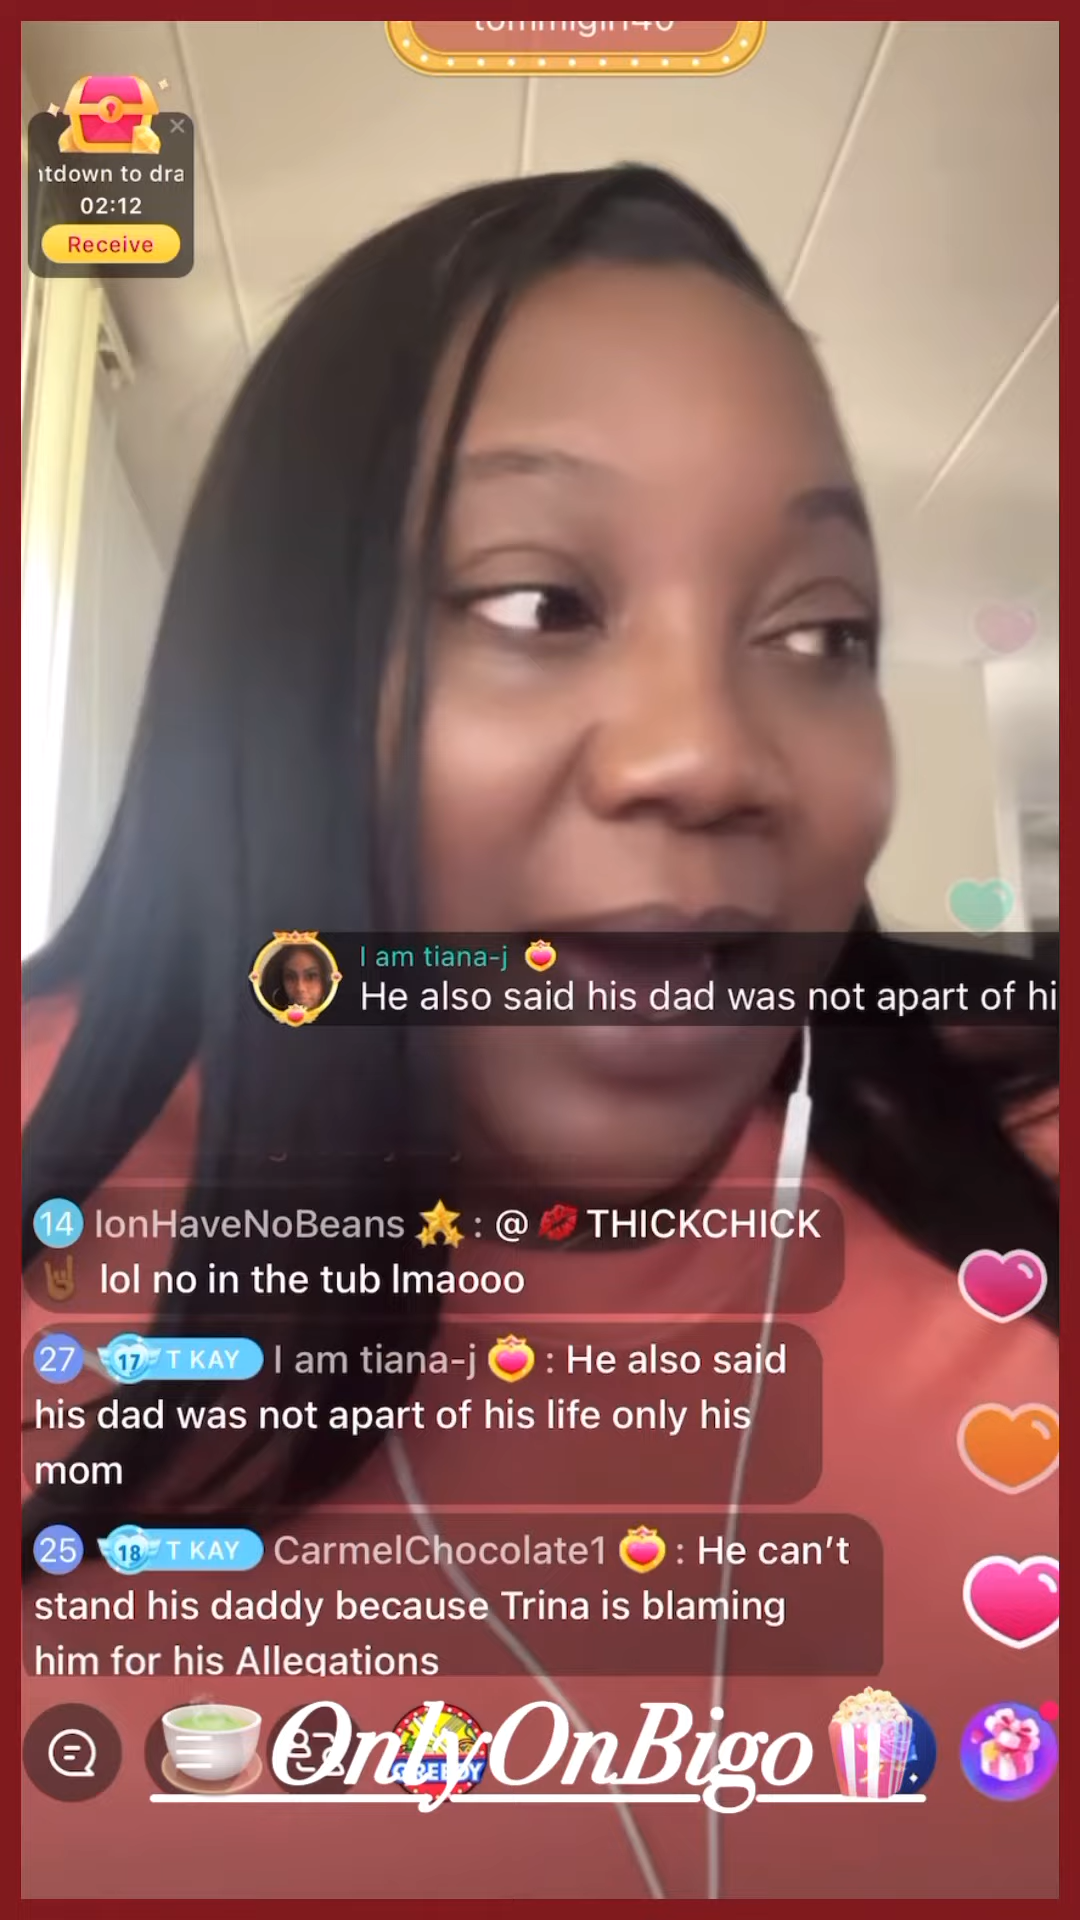 tommigirl40
ntdown to dra
02:12
Receive
I am tiana-j
He also said his dad was not apart of hi
14 IonHaveNoBeans : @ THICKCHICK
lol no in the tub lmaooo
27 17 T KAY I am tiana-j : He also said
his dad was not apart of his life only his
mom
25 18 T KAY CarmelChocolate1 : He can't
stand his daddy because Trina is blaming
him for his Allegations
OnlyOnBigo
GREEDY